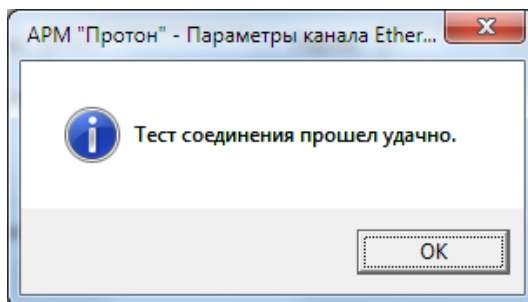 АРМ "Протон" - Параметры канала Ether...
Тест соединения прошел удачно.
OK